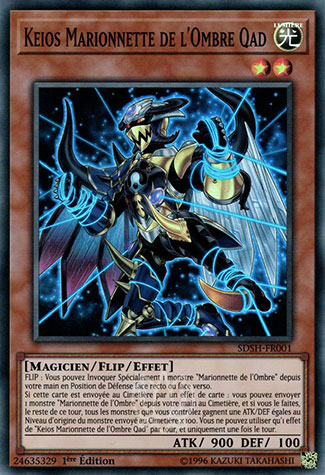 Keios Marionnette de l'Ombre Qad
LUMIÈRE
光
SDSH-FR001
[Magicien/Flip/Effet]
FLIP : Vous pouvez Invoquer Spécialement 1 monstre "Marionnette de l'Ombre" depuis
votre main en Position de Défense face recto ou face verso.
Si cette carte est envoyée au Cimetière par un effet de carte : vous pouvez envoyer
1 monstre "Marionnette de l'Ombre" depuis votre main au Cimetière, et si vous le faites,
le reste de ce tour, tous les monstres que vous contrôlez gagnent une ATK/DEF égales au
Niveau d'origine du monstre envoyé au Cimetière x 100. Vous ne pouvez utiliser qu'1 effet
de "Keios Marionnette de l'Ombre Qad" par tour, et uniquement une fois le tour.
ATK/ 900 DEF/ 100
24635329 1ère Édition ©1996 KAZUKI TAKAHASHI